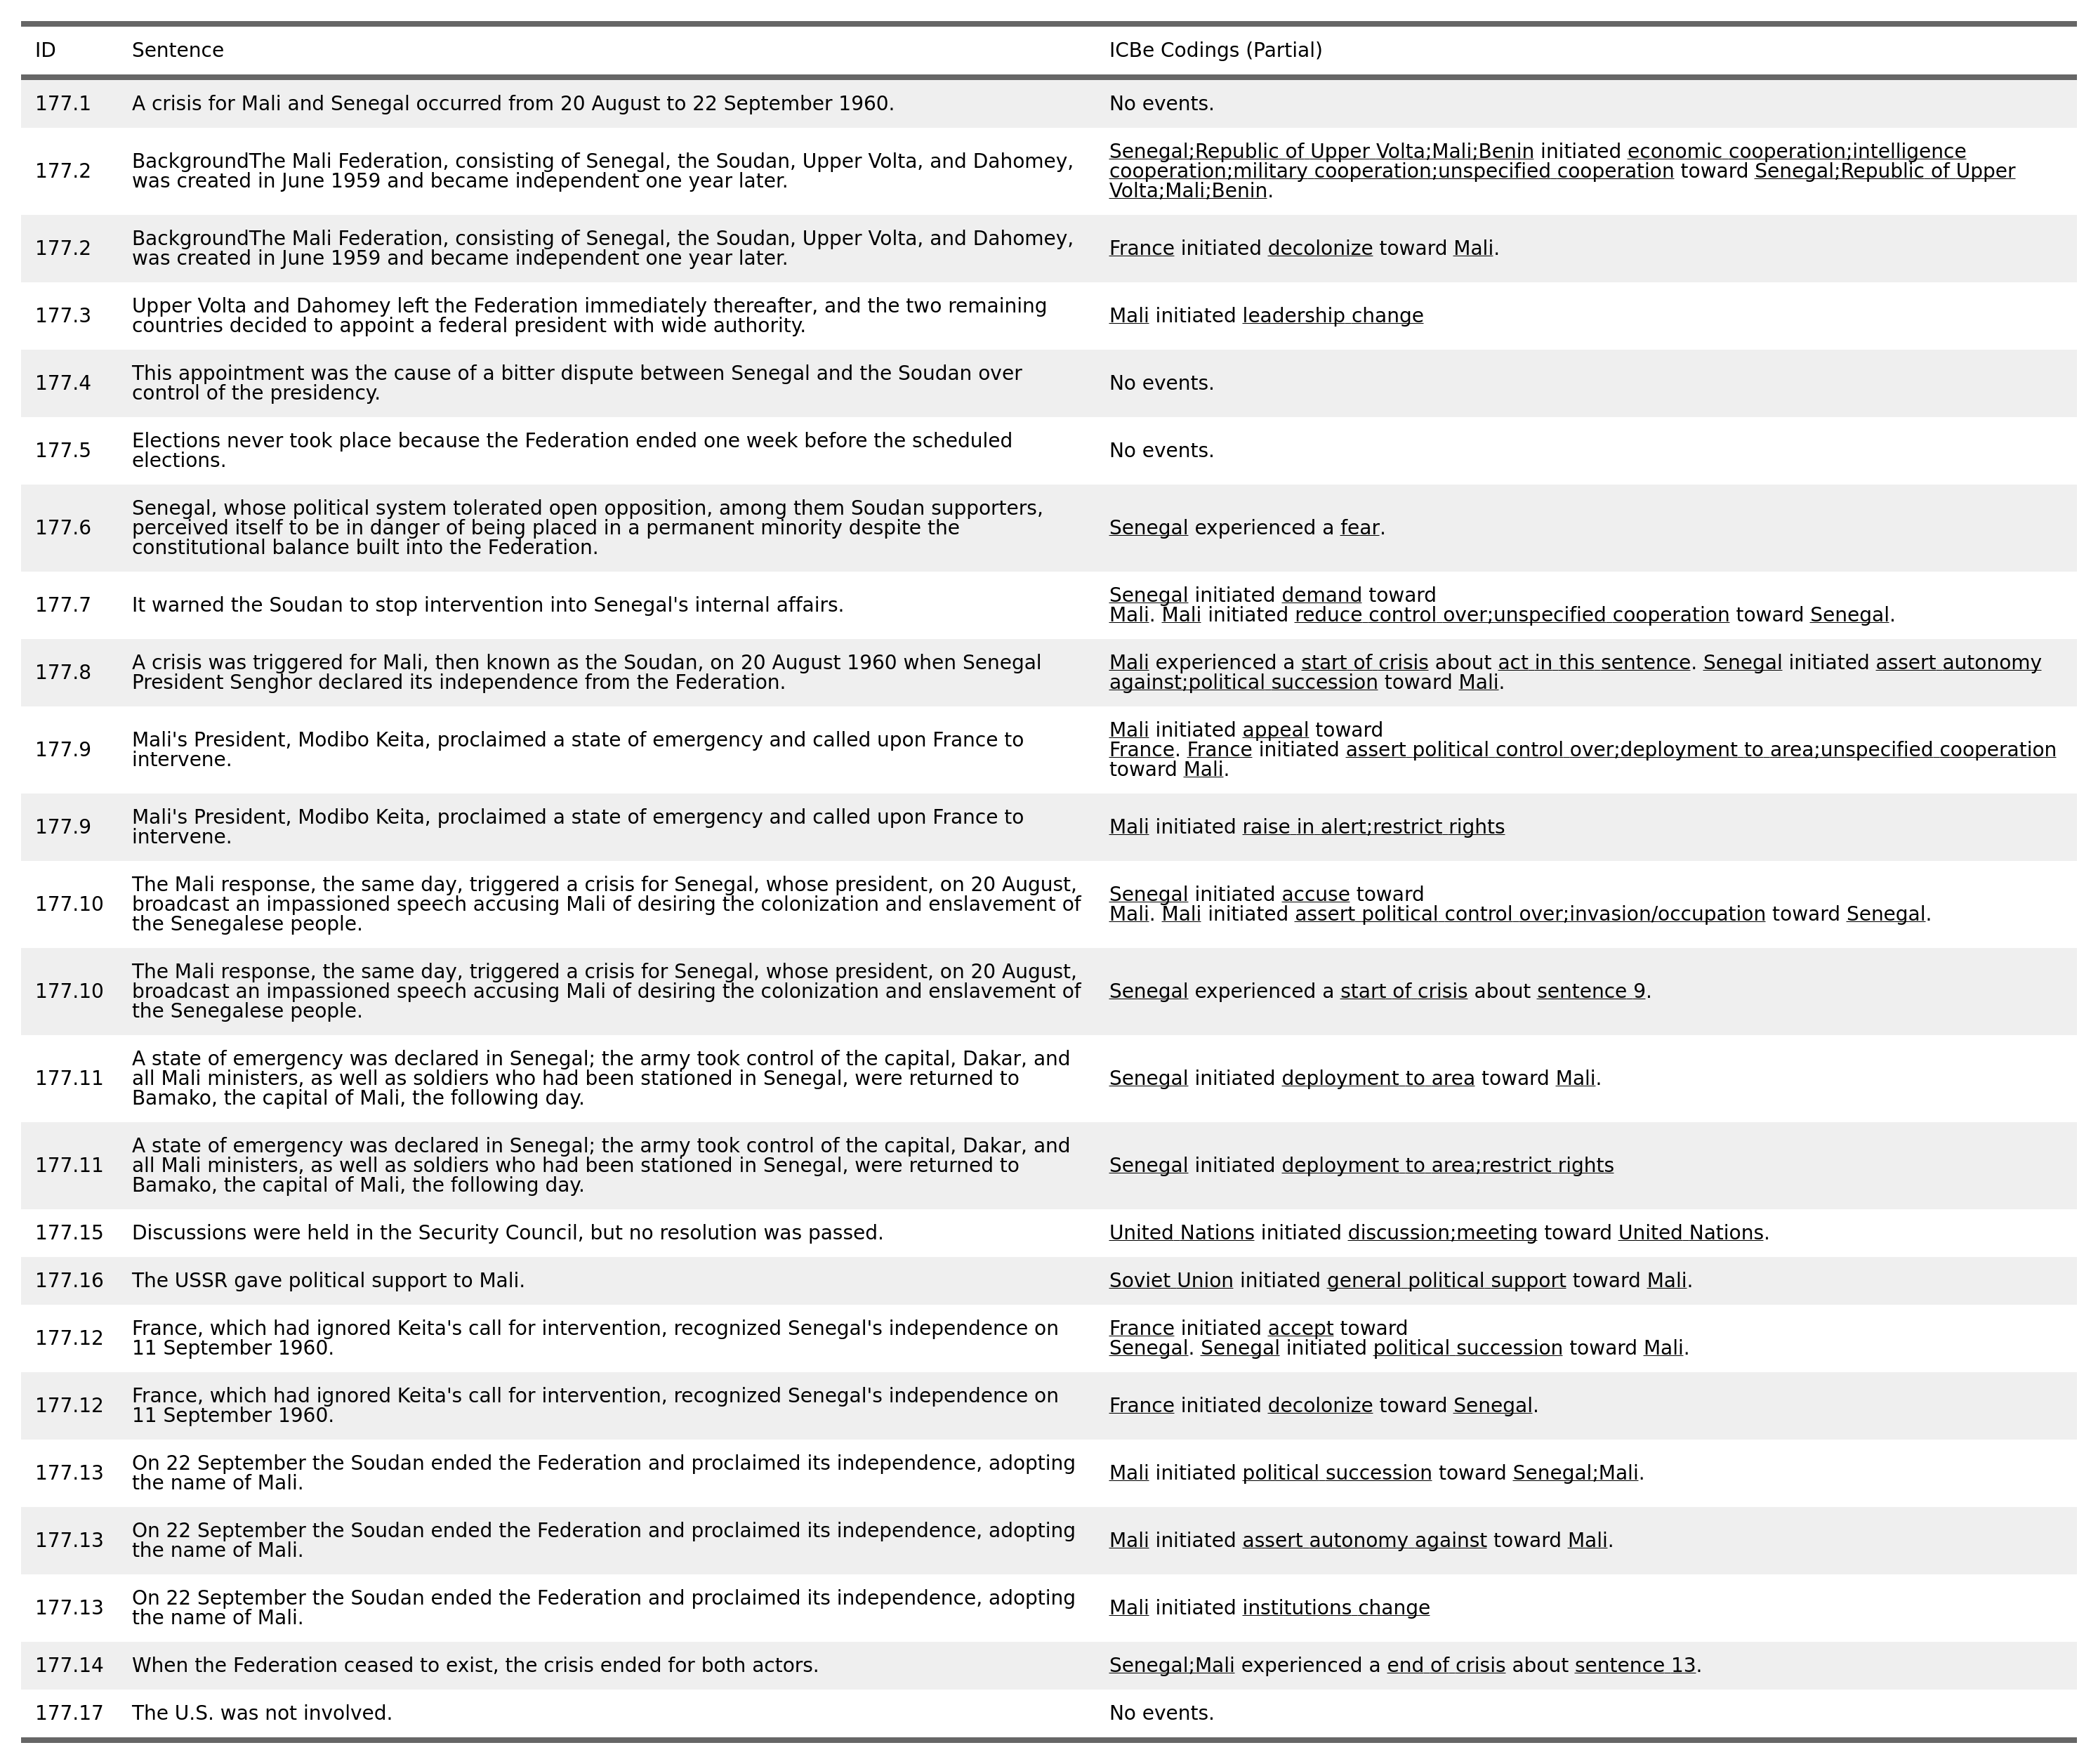 ID Sentence ICBe Codings (Partial)
177.1 A crisis for Mali and Senegal occurred from 20 August to 22 September 1960. No events.
177.2 BackgroundThe Mali Federation, consisting of Senegal, the Soudan, Upper Volta, and Dahomey,
was created in June 1959 and became independent one year later.
Senegal;Republic of Upper Volta;Mali;Benin initiated economic cooperation;intelligence
cooperation;military cooperation;unspecified cooperation toward Senegal;Republic of Upper
Volta;Mali;Benin.
177.2 BackgroundThe Mali Federation, consisting of Senegal, the Soudan, Upper Volta, and Dahomey,
was created in June 1959 and became independent one year later.
France initiated decolonize toward Mali.
177.3 Upper Volta and Dahomey left the Federation immediately thereafter, and the two remaining
countries decided to appoint a federal president with wide authority.
Mali initiated leadership change
177.4 This appointment was the cause of a bitter dispute between Senegal and the Soudan over
control of the presidency.
No events.
177.5 Elections never took place because the Federation ended one week before the scheduled
elections.
No events.
177.6 Senegal, whose political system tolerated open opposition, among them Soudan supporters,
perceived itself to be in danger of being placed in a permanent minority despite the
constitutional balance built into the Federation.
Senegal experienced a fear.
177.7 It warned the Soudan to stop intervention into Senegal's internal affairs.
Senegal initiated demand toward
Mali. Mali initiated reduce control over;unspecified cooperation toward Senegal.
177.8 A crisis was triggered for Mali, then known as the Soudan, on 20 August 1960 when Senegal
President Senghor declared its independence from the Federation.
Mali experienced a start of crisis about act in this sentence. Senegal initiated assert autonomy
against;political succession toward Mali.
177.9 Mali's President, Modibo Keita, proclaimed a state of emergency and called upon France to
intervene.
Mali initiated appeal toward
France. France initiated assert political control over;deployment to area;unspecified cooperation
toward Mali.
177.9 Mali's President, Modibo Keita, proclaimed a state of emergency and called upon France to
intervene.
Mali initiated raise in alert;restrict rights
177.10 The Mali response, the same day, triggered a crisis for Senegal, whose president, on 20 August,
broadcast an impassioned speech accusing Mali of desiring the colonization and enslavement of
the Senegalese people.
Senegal initiated accuse toward
Mali. Mali initiated assert political control over;invasion/occupation toward Senegal.
177.10 The Mali response, the same day, triggered a crisis for Senegal, whose president, on 20 August,
broadcast an impassioned speech accusing Mali of desiring the colonization and enslavement of
the Senegalese people.
Senegal experienced a start of crisis about sentence 9.
177.11 A state of emergency was declared in Senegal; the army took control of the capital, Dakar, and
all Mali ministers, as well as soldiers who had been stationed in Senegal, were returned to
Bamako, the capital of Mali, the following day.
Senegal initiated deployment to area toward Mali.
177.11 A state of emergency was declared in Senegal; the army took control of the capital, Dakar, and
all Mali ministers, as well as soldiers who had been stationed in Senegal, were returned to
Bamako, the capital of Mali, the following day.
Senegal initiated deployment to area;restrict rights
177.15 Discussions were held in the Security Council, but no resolution was passed. United Nations initiated discussion;meeting toward United Nations.
177.16 The USSR gave political support to Mali. Soviet Union initiated general political support toward Mali.
177.12 France, which had ignored Keita's call for intervention, recognized Senegal's independence on
11 September 1960.
France initiated accept toward
Senegal. Senegal initiated political succession toward Mali.
177.12 France, which had ignored Keita's call for intervention, recognized Senegal's independence on
11 September 1960.
France initiated decolonize toward Senegal.
177.13 On 22 September the Soudan ended the Federation and proclaimed its independence, adopting
the name of Mali.
Mali initiated political succession toward Senegal;Mali.
177.13 On 22 September the Soudan ended the Federation and proclaimed its independence, adopting
the name of Mali.
Mali initiated assert autonomy against toward Mali.
177.13 On 22 September the Soudan ended the Federation and proclaimed its independence, adopting
the name of Mali.
Mali initiated institutions change
177.14 When the Federation ceased to exist, the crisis ended for both actors. Senegal;Mali experienced a end of crisis about sentence 13.
177.17 The U.S. was not involved. No events.